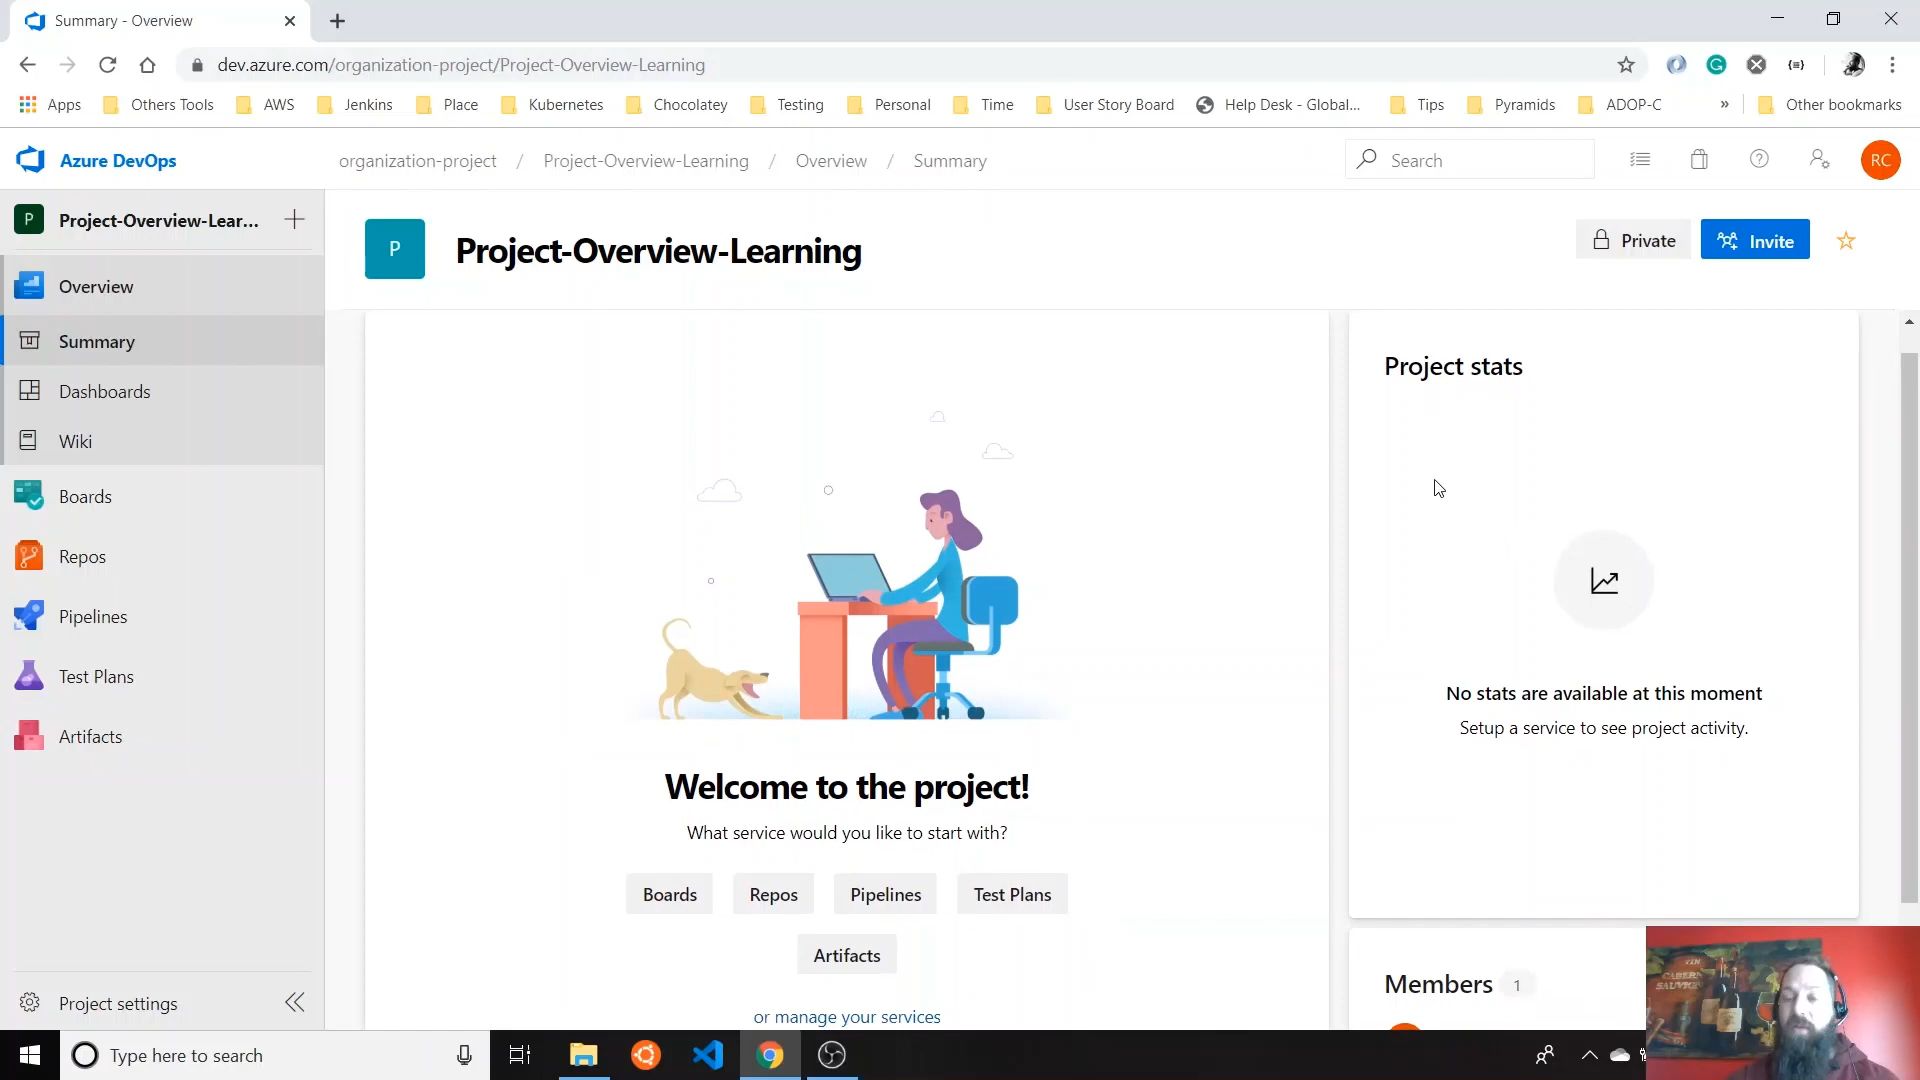 Summary - Overview
dev.azure.com/organization-project/Project-Overview-Learning
Apps Others Tools AWS Jenkins Place Kubernetes Chocolatey Testing Personal Time User Story Board Help Desk - Global... Tips Pyramids ADOP-C » Other bookmarks
Azure DevOps organization-project / Project-Overview-Learning / Overview / Summary Search RC
P Project-Overview-Lear...
P Project-Overview-Learning Private Invite
Overview
Summary
Dashboards
Wiki
Boards
Repos
Pipelines
Test Plans
Artifacts
Project settings
Welcome to the project!
What service would you like to start with?
Boards Repos Pipelines Test Plans
Artifacts
or manage your services
Project stats
No stats are available at this moment
Setup a service to see project activity.
Members 1
VIN
CABERNET
SAUVIGNON
Type here to search